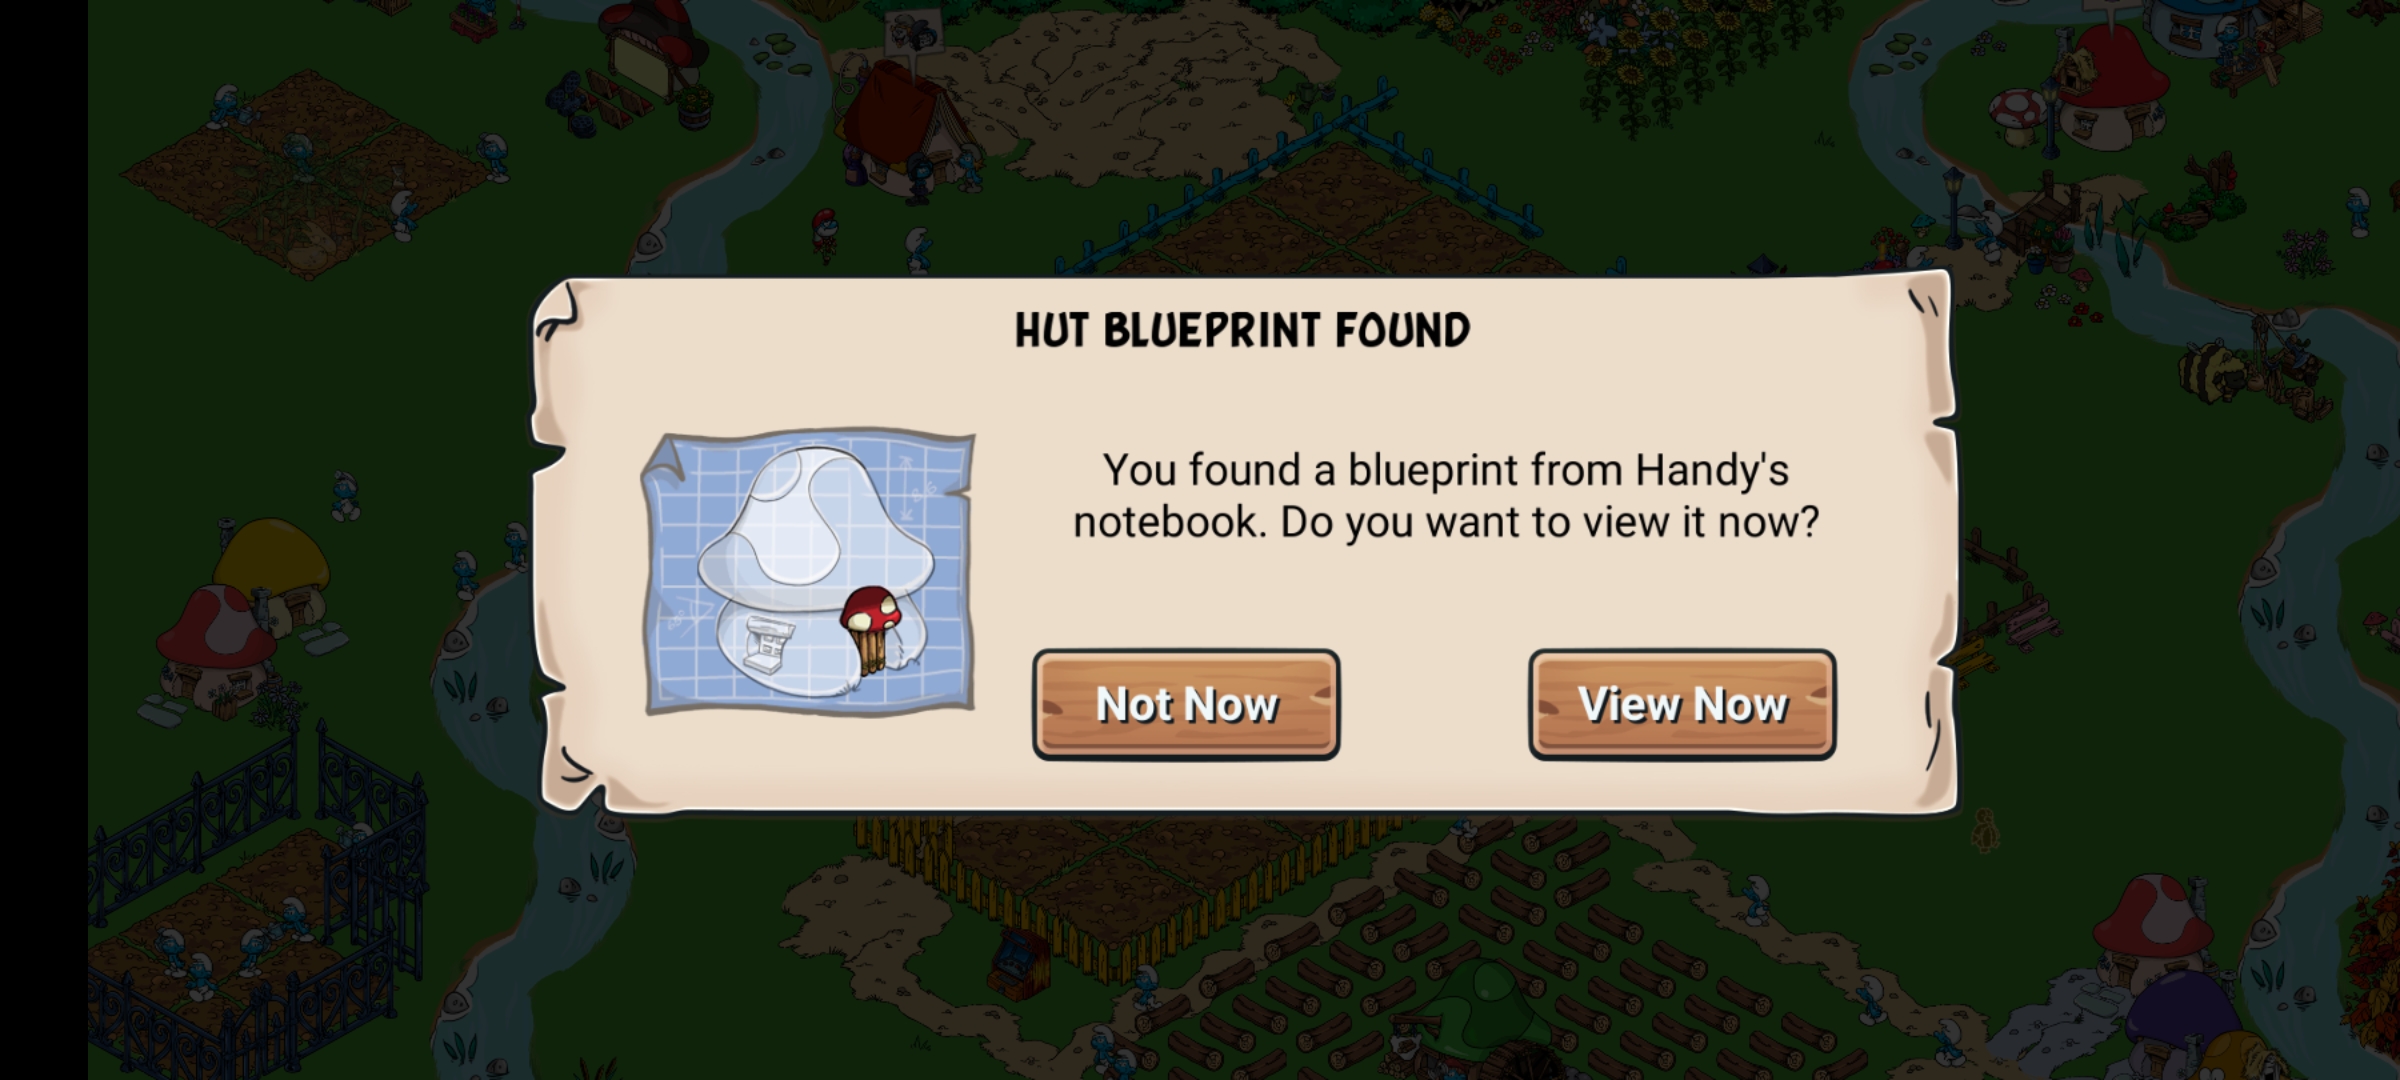 HUT BLUEPRINT FOUND
You found a blueprint from Handy's
notebook. Do you want to view it now?
Not Now
View Now